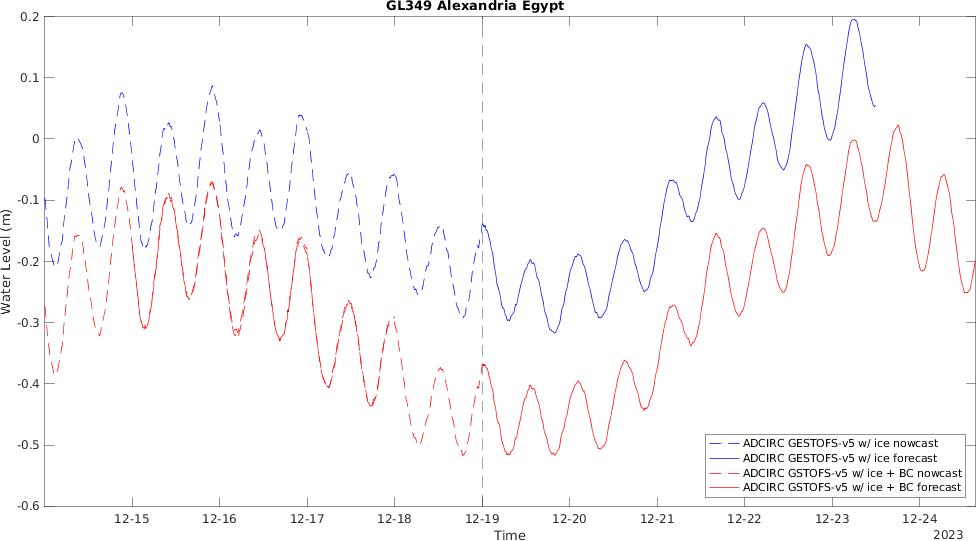 GL349 Alexandria Egypt
Water Level (m)
0.2
0.1
0
-0.1
-0.2
-0.3
-0.4
-0.5
-0.6
12-15
12-16
12-17
12-18
12-19
12-20
12-21
12-22
12-23
12-24
Time
2023
ADCIRC GESTOFS-v5 w/ ice nowcast
ADCIRC GESTOFS-v5 w/ ice forecast
ADCIRC GSTOFS-v5 w/ ice + BC nowcast
ADCIRC GSTOFS-v5 w/ ice + BC forecast